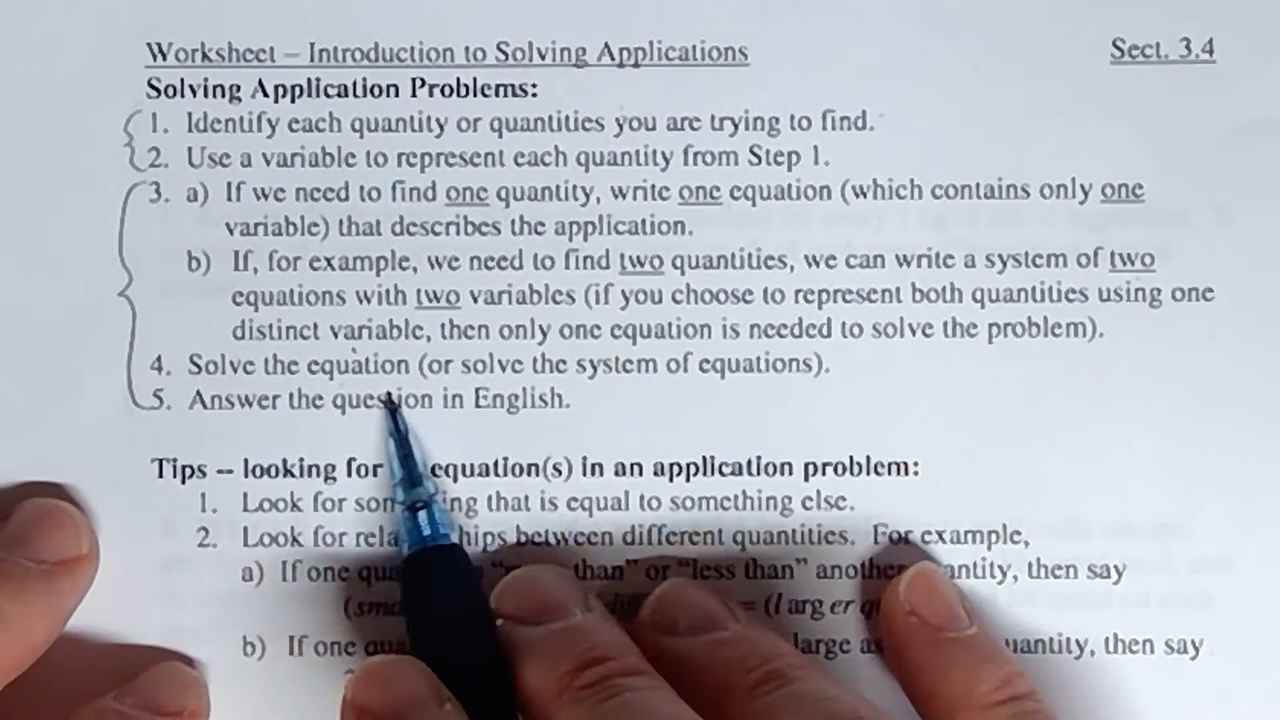 Worksheet – Introduction to Solving Applications Sect. 3.4
Solving Application Problems:
1. Identify each quantity or quantities you are trying to find.
2. Use a variable to represent each quantity from Step 1.
3. a) If we need to find one quantity, write one equation (which contains only one
variable) that describes the application.
b) If, for example, we need to find two quantities, we can write a system of two
equations with two variables (if you choose to represent both quantities using one
distinct variable, then only one equation is needed to solve the problem).
4. Solve the equation (or solve the system of equations).
5. Answer the question in English.
Tips – looking for equation(s) in an application problem:
1. Look for something that is equal to something else.
2. Look for relationships between different quantities. For example,
a) If one than" or "less than" another quantity, then say
= (larger
b) If one large as quantity, then say